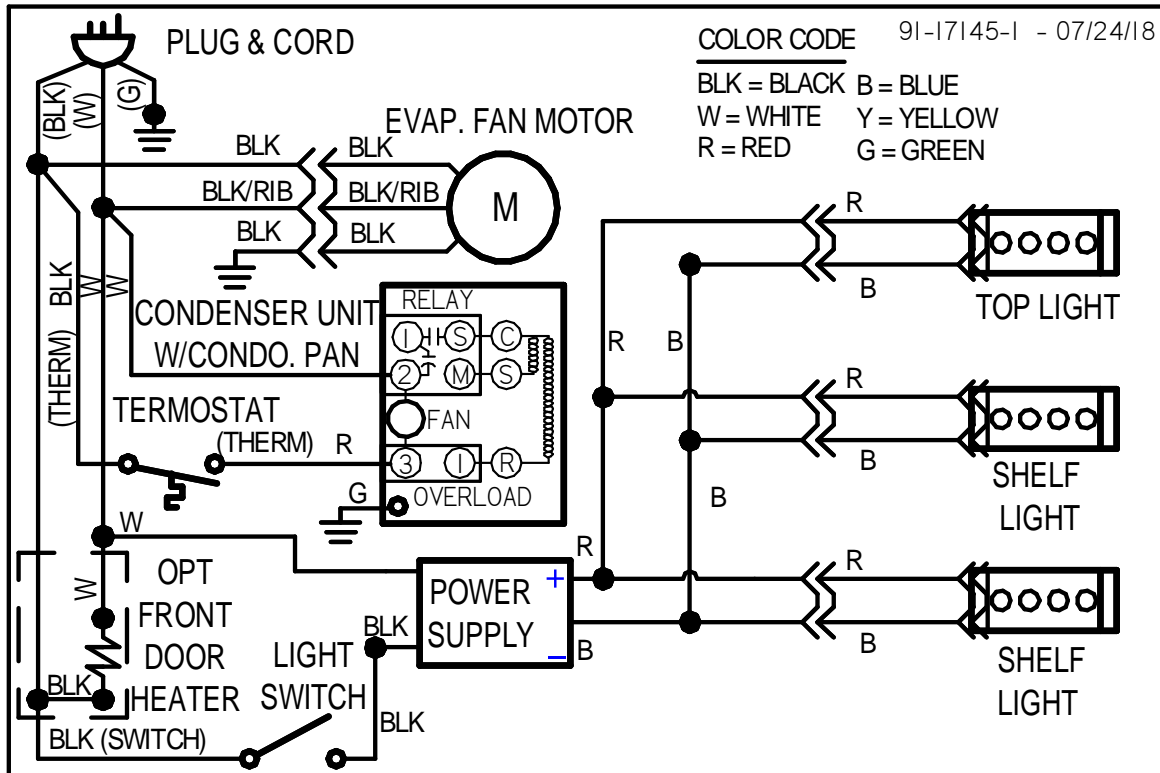 PLUG & CORD
COLOR CODE
91-17145-1 - 07/24/18
BLK = BLACK
B = BLUE
W = WHITE
Y = YELLOW
R = RED
G = GREEN
(BLK)
(W)
(G)
EVAP. FAN MOTOR
BLK
BLK
BLK/RIB
BLK/RIB
M
BLK
BLK
R
B
TOP LIGHT
(THERM)
BLK
W
W
CONDENSER UNIT
W/CONDO. PAN
RELAY
1
S
C
2
M
S
FAN
3
1
R
OVERLOAD
TERMOSTAT
(THERM)
R
G
R
B
R
B
SHELF
LIGHT
B
W
OPT
FRONT
DOOR
HEATER
W
BLK
BLK (SWITCH)
LIGHT
SWITCH
BLK
BLK
POWER
SUPPLY
+
−
R
B
R
B
SHELF
LIGHT